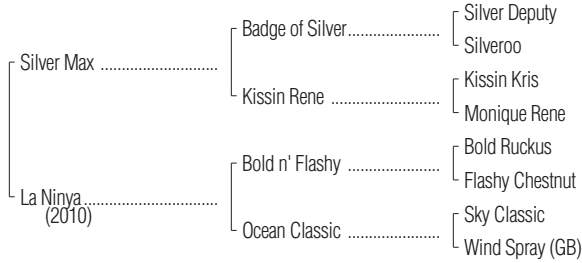 Silver Deputy
Badge of Silver....................
Silveroo
Silver Max ..........................
Kissin Kris
Kissin Rene ........................
Monique Rene
Bold Ruckus
Bold n' Flashy ....................
Flashy Chestnut
La Ninya..............................
(2010)
Sky Classic
Ocean Classic ....................
Wind Spray (GB)